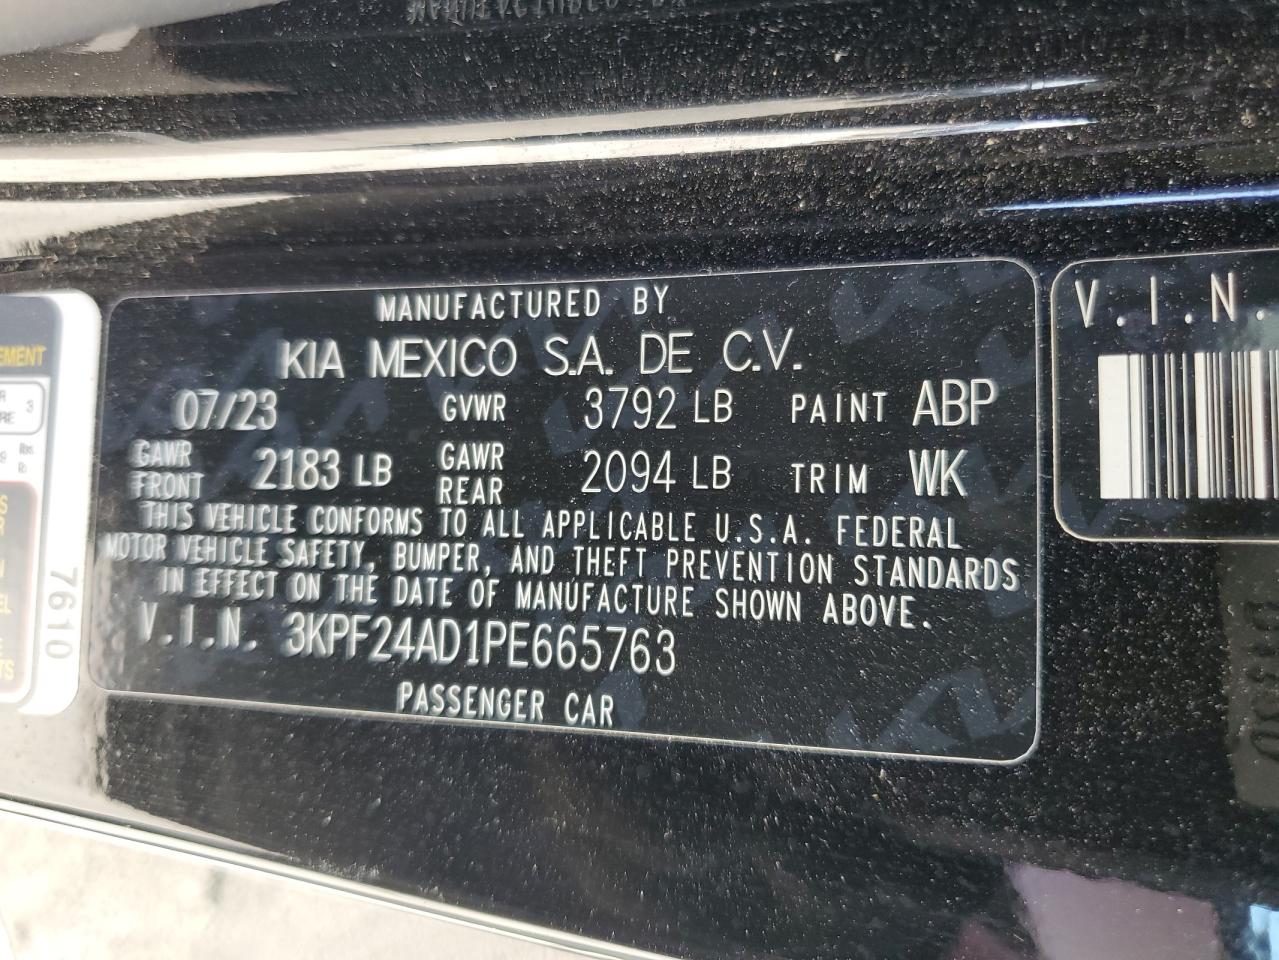 MANUFACTURED BY
KIA MEXICO S.A. DE C.V.
07/23 GVWR 3792 LB PAINT ABP
GAWR FRONT 2183 LB GAWR REAR 2094 LB TRIM WK
THIS VEHICLE CONFORMS TO ALL APPLICABLE U.S.A. FEDERAL
MOTOR VEHICLE SAFETY, BUMPER, AND THEFT PREVENTION STANDARDS
IN EFFECT ON THE DATE OF MANUFACTURE SHOWN ABOVE.
V.I.N. 3KPF24AD1PE665763
PASSENGER CAR
V.I.N.
7610